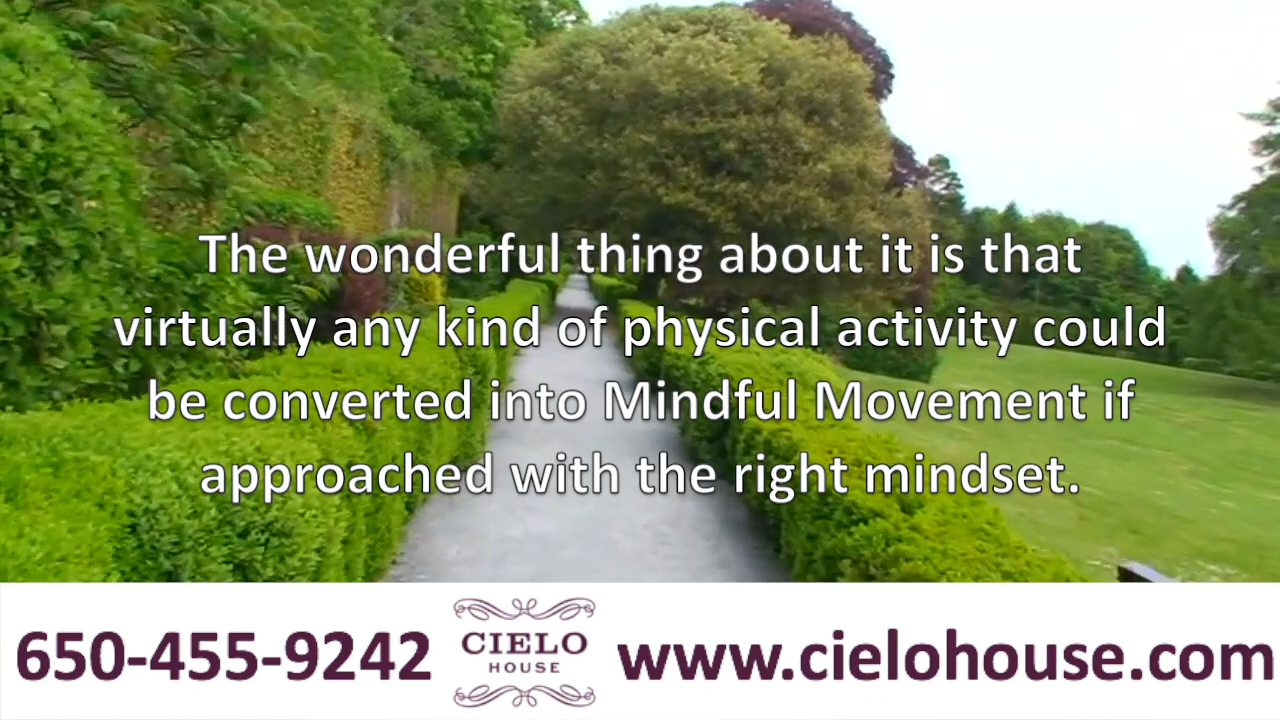 The wonderful thing about it is that
virtually any kind of physical activity could
be converted into Mindful Movement if
approached with the right mindset.
650-455-9242
CIELO
HOUSE
www.cielohouse.com